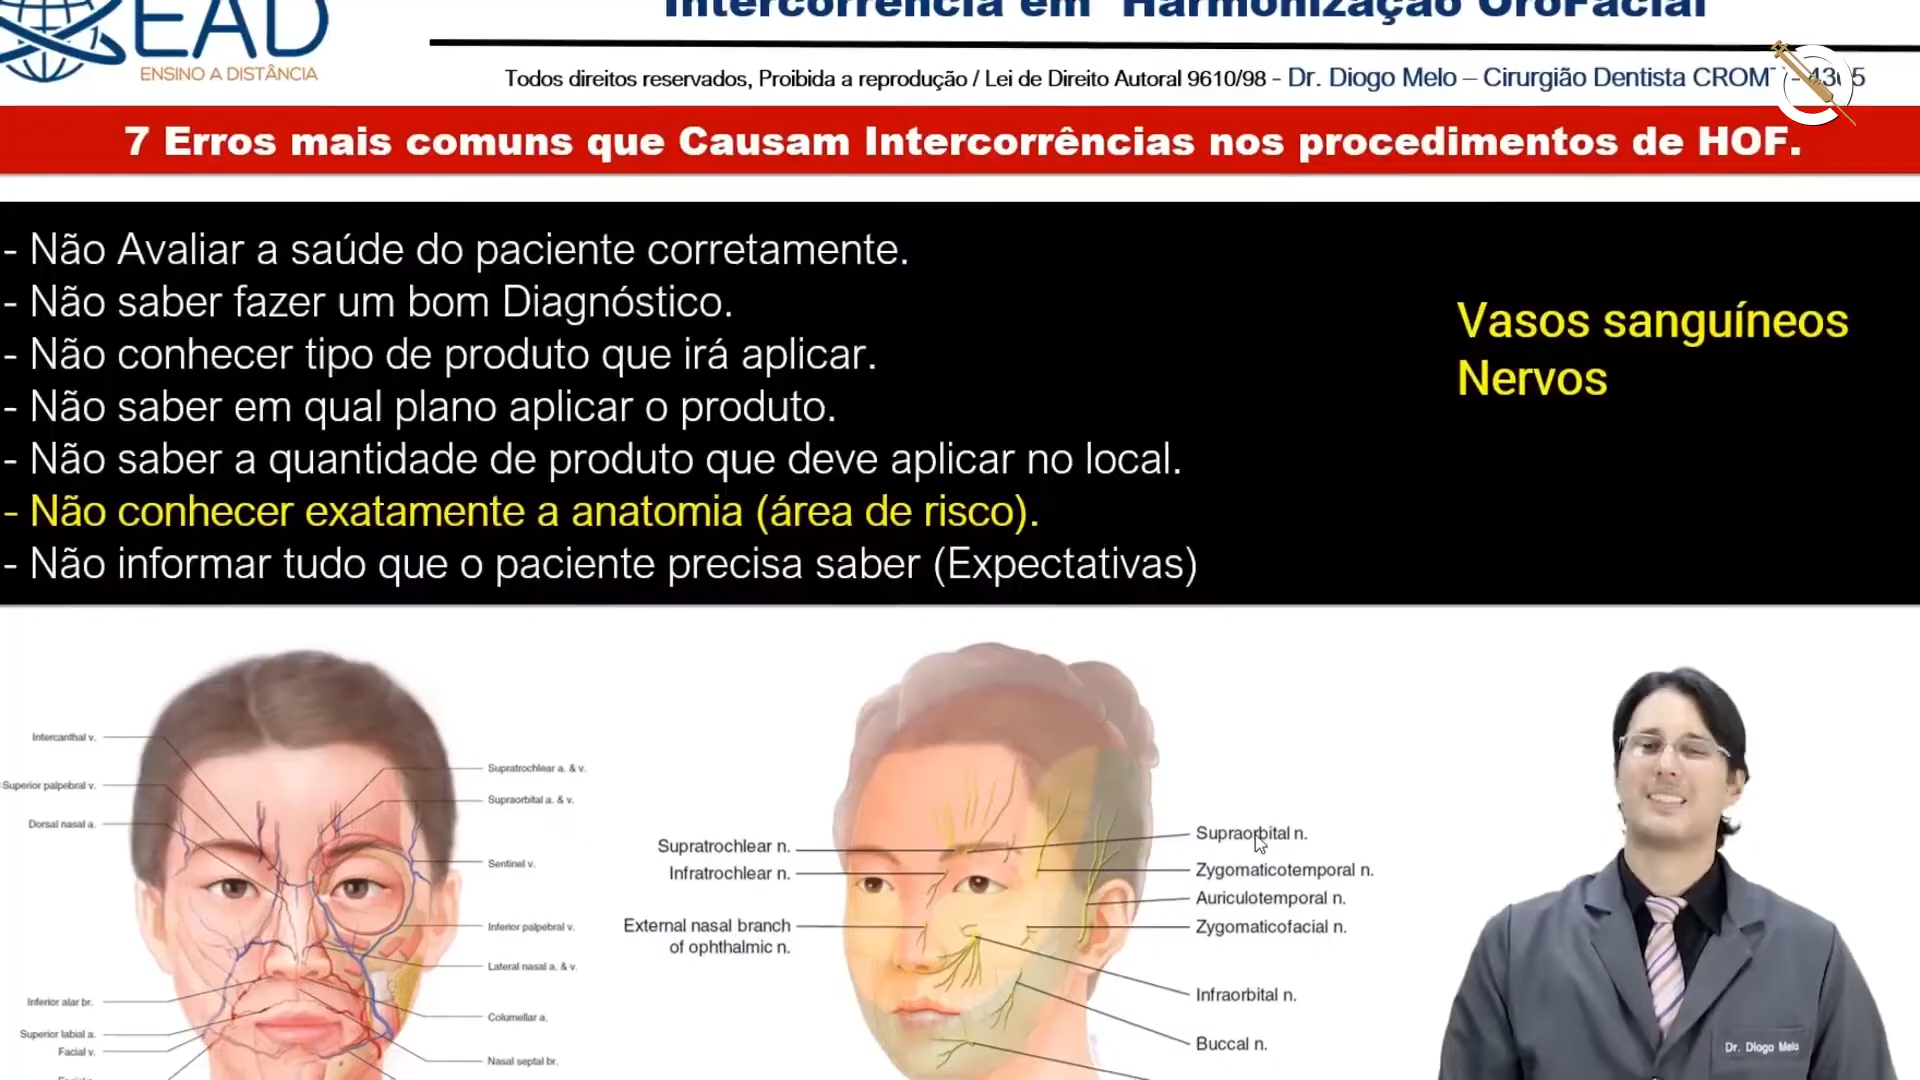 EAD
ENSINO A DISTÂNCIA
Intercorrência em Harmonização OroFacial
Todos direitos reservados, Proibida a reprodução / Lei de Direito Autoral 9610/98 - Dr. Diogo Melo – Cirurgião Dentista
7 Erros mais comuns que Causam Intercorrências nos procedimentos de HOF.
- Não Avaliar a saúde do paciente corretamente.
- Não saber fazer um bom Diagnóstico.
- Não conhecer tipo de produto que irá aplicar.
- Não saber em qual plano aplicar o produto.
- Não saber a quantidade de produto que deve aplicar no local.
- Não conhecer exatamente a anatomia (área de risco).
- Não informar tudo que o paciente precisa saber (Expectativas)
Vasos sanguíneos
Nervos
Intercanthal v.
Superior palpebral v.
Dorsal nasal a.
Inferior alar br.
Superior labial a.
Facial v.
Supratrochlear a. & v.
Supraorbital a. & v.
Sentinel v.
Inferior palpebral v.
Lateral nasal a. & v.
Columellar a.
Nasal septal br.
Supratrochlear n.
Infratrochlear n.
External nasal branch
of ophthalmic n.
Supraorbital n.
Zygomaticotemporal n.
Auriculotemporal n.
Zygomaticofacial n.
Infraorbital n.
Buccal n.
Dr. Diogo Melo